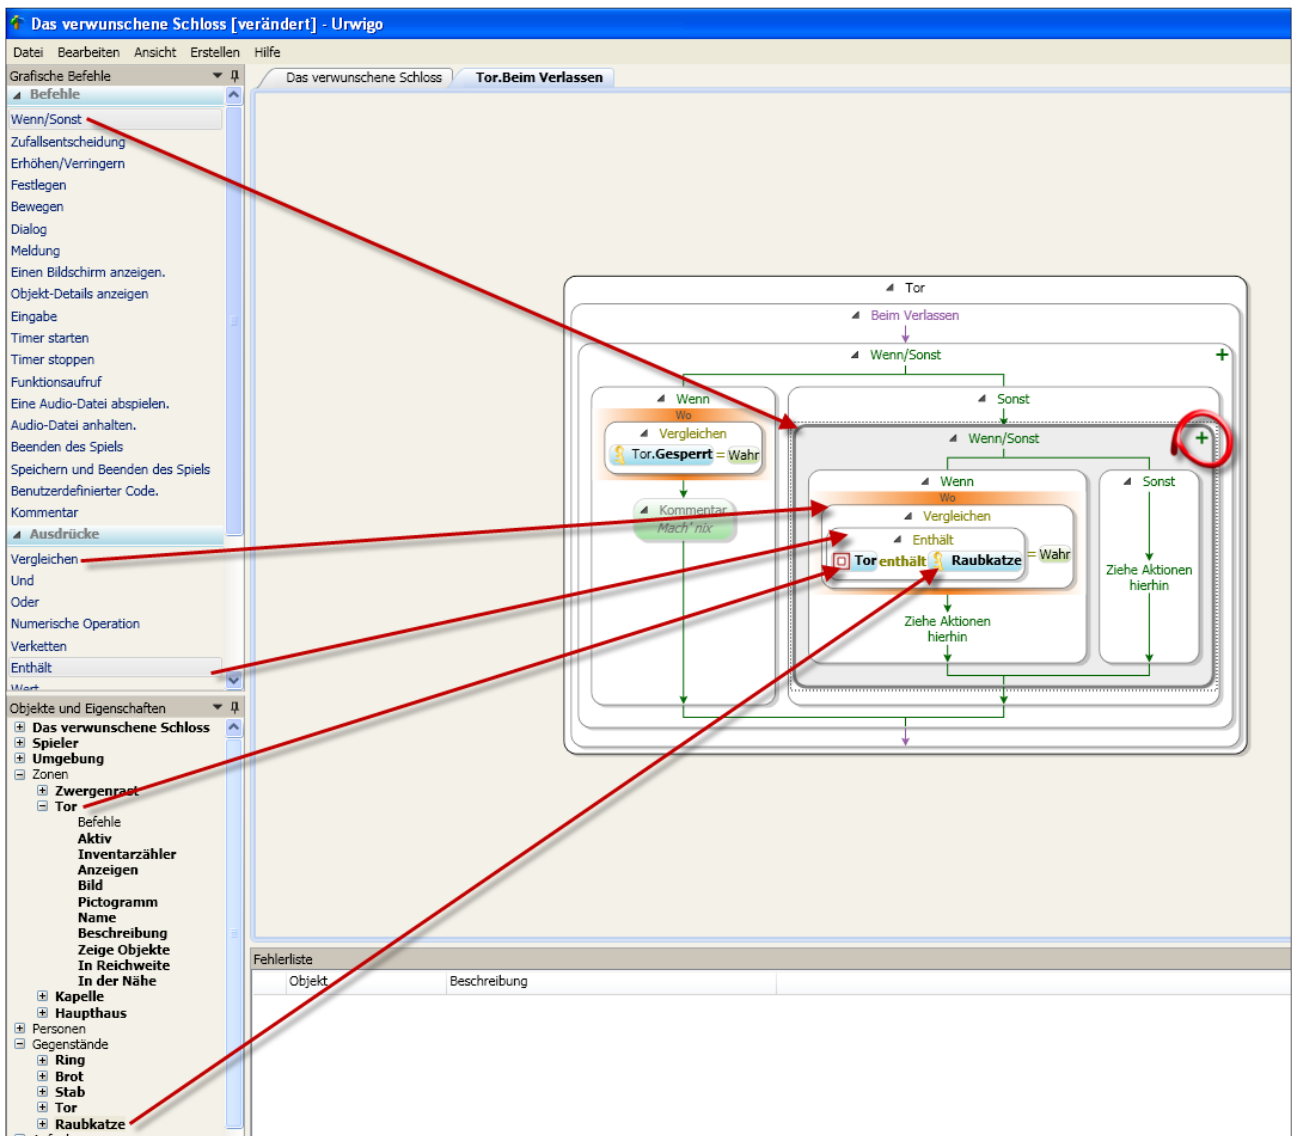 Das verwunschene Schloss [verändert] - Urwigo
Datei Bearbeiten Ansicht Erstellen Hilfe
Grafische Befehle
Befehle
Wenn/Sonst
Zufallsentscheidung
Erhöhen/Verringern
Festlegen
Bewegen
Dialog
Meldung
Einen Bildschirm anzeigen.
Objekt-Details anzeigen
Eingabe
Timer starten
Timer stoppen
Funktionsaufruf
Eine Audio-Datei abspielen.
Audio-Datei anhalten.
Beenden des Spiels
Speichern und Beenden des Spiels
Benutzerdefinierter Code.
Kommentar
Ausdrücke
Vergleichen
Und
Oder
Numerische Operation
Verketten
Enthält
Wert
Objekte und Eigenschaften
Das verwunschene Schloss
Spieler
Umgebung
Zonen
Zwergenrast
Tor
Befehle
Aktiv
Inventarzähler
Anzeigen
Bild
Pictogramm
Name
Beschreibung
Zeige Objekte
In Reichweite
In der Nähe
Kapelle
Haupthaus
Personen
Gegenstände
Ring
Brot
Stab
Tor
Raubkatze
Das verwunschene Schloss Tor.Beim Verlassen
Tor
Beim Verlassen
Wenn/Sonst
Wenn
Wo
Vergleichen
Tor.Gesperrt = Wahr
Kommentar
Mach' nix
Sonst
Wenn/Sonst
Wenn
Wo
Vergleichen
Enthält
Tor enthält Raubkatze = Wahr
Ziehe Aktionen
hierhin
Sonst
Ziehe Aktionen
hierhin
Fehlerliste
Objekt Beschreibung